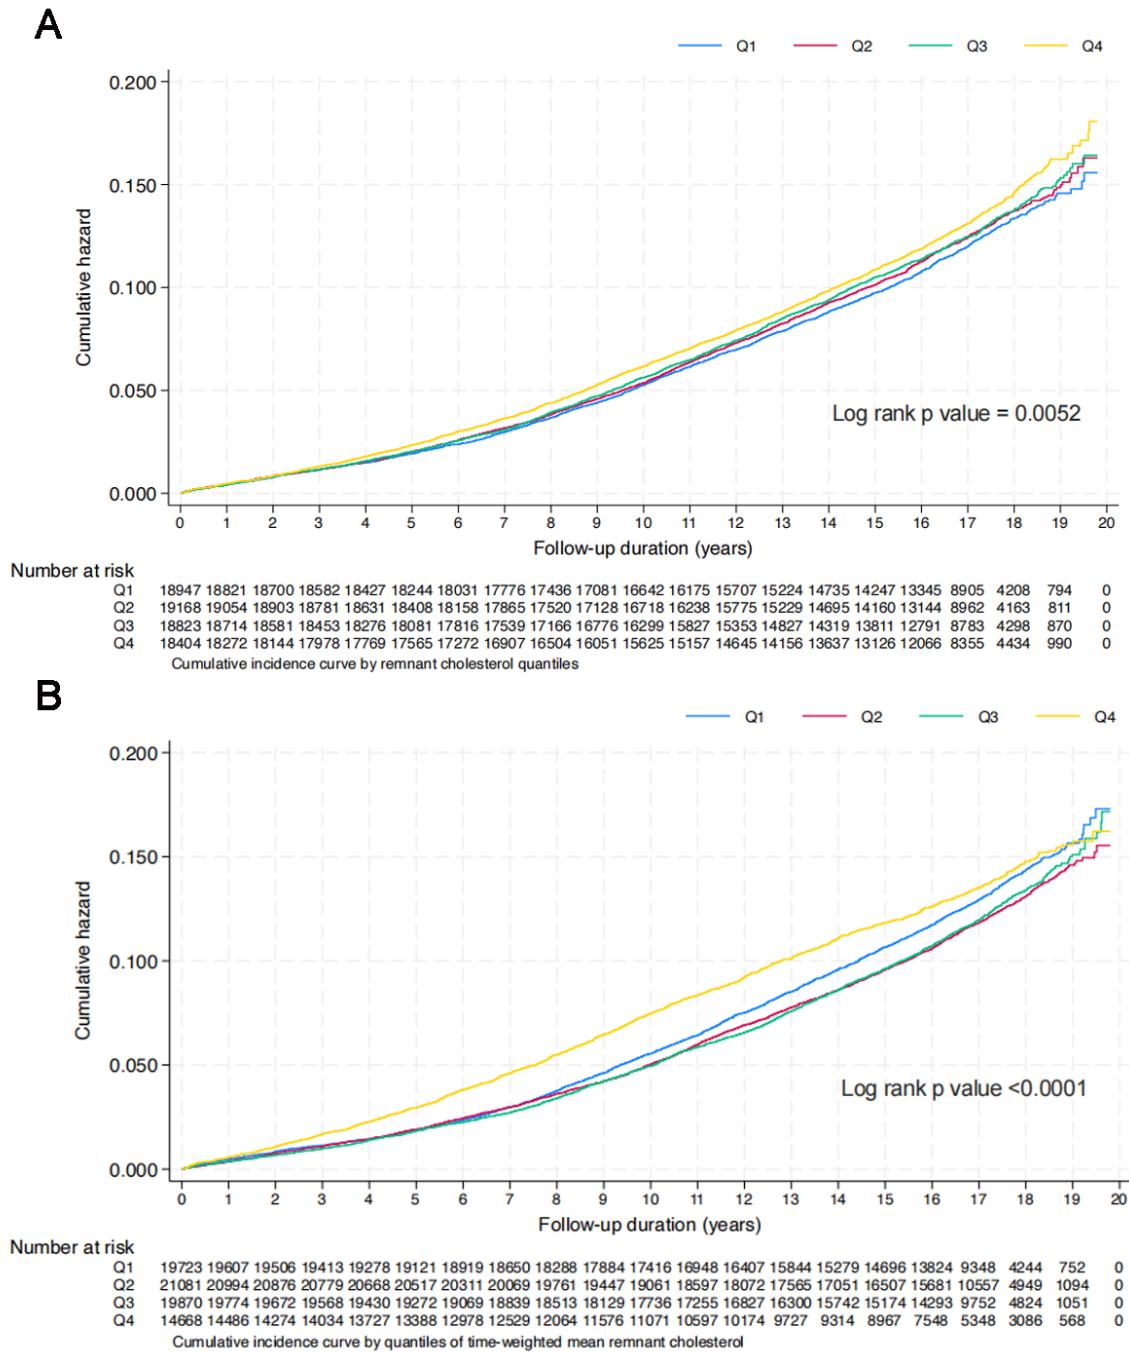 A
Q1 Q2 Q3 Q4
0.200
0.150
0.100
0.050
0.000
Cumulative hazard
Log rank p value = 0.0052
0 1 2 3 4 5 6 7 8 9 10 11 12 13 14 15 16 17 18 19 20
Follow-up duration (years)
Number at risk
Q1 18947 18821 18700 18582 18427 18244 18031 17776 17436 17081 16642 16175 15707 15224 14735 14247 13345 8905 4208 794 0
Q2 19168 19054 18903 18781 18631 18408 18158 17865 17520 17128 16718 16238 15775 15229 14695 14160 13144 8962 4163 811 0
Q3 18823 18714 18581 18453 18276 18081 17816 17539 17166 16776 16299 15827 15353 14827 14319 13811 12791 8783 4298 870 0
Q4 18404 18272 18144 17978 17769 17565 17272 16907 16504 16051 15625 15157 14645 14156 13637 13126 12066 8355 4434 990 0
Cumulative incidence curve by remnant cholesterol quantiles
B
Q1 Q2 Q3 Q4
0.200
0.150
0.100
0.050
0.000
Cumulative hazard
Log rank p value <0.0001
0 1 2 3 4 5 6 7 8 9 10 11 12 13 14 15 16 17 18 19 20
Follow-up duration (years)
Number at risk
Q1 19723 19607 19506 19413 19278 19121 18919 18650 18288 17884 17416 16948 16407 15844 15279 14696 13824 9348 4244 752 0
Q2 21081 20994 20876 20779 20668 20517 20311 20069 19761 19447 19061 18597 18072 17565 17051 16507 15681 10557 4949 1094 0
Q3 19870 19774 19672 19568 19430 19272 19069 18839 18513 18129 17736 17255 16827 16300 15742 15174 14293 9752 4824 1051 0
Q4 14668 14486 14274 14034 13727 13388 12978 12529 12064 11576 11071 10597 10174 9727 9314 8967 7548 5348 3086 568 0
Cumulative incidence curve by quantiles of time-weighted mean remnant cholesterol